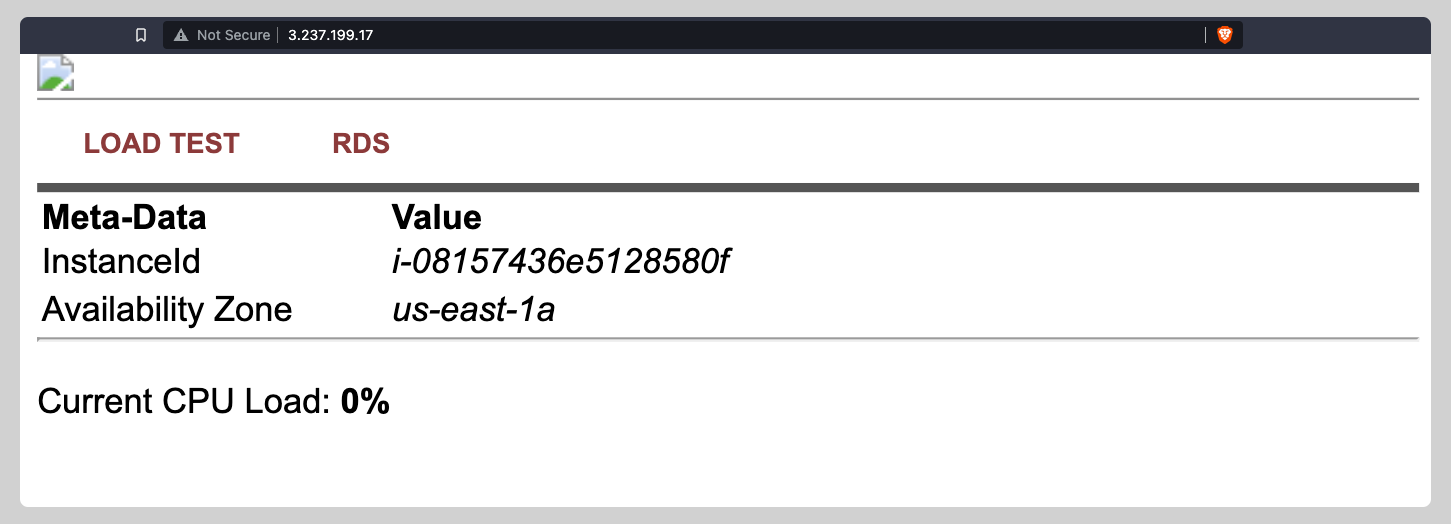 Not Secure 3.237.199.17
LOAD TEST RDS
Meta-Data Value
InstanceId i-08157436e5128580f
Availability Zone us-east-1a
Current CPU Load: 0%